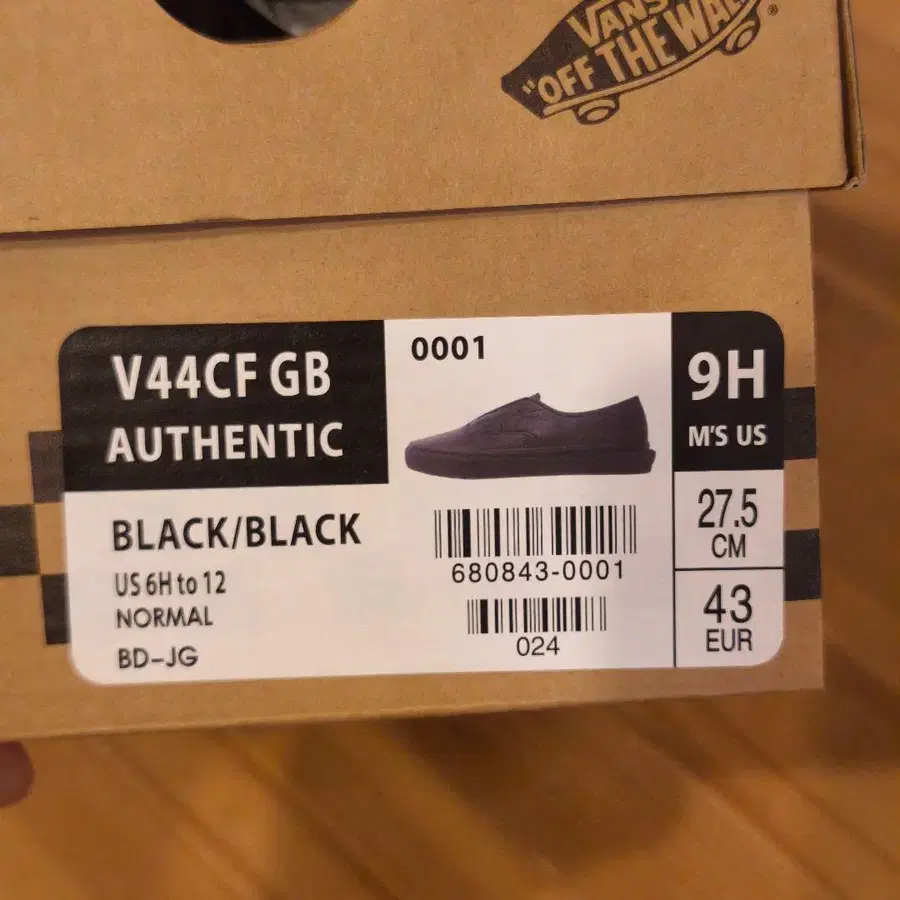 VANS
"OFF THE WALL"
V44CF GB
AUTHENTIC
0001
9H
M'S US
BLACK/BLACK
US 6H to 12
NORMAL
BD-JG
680843-0001
024
27.5
CM
43
EUR